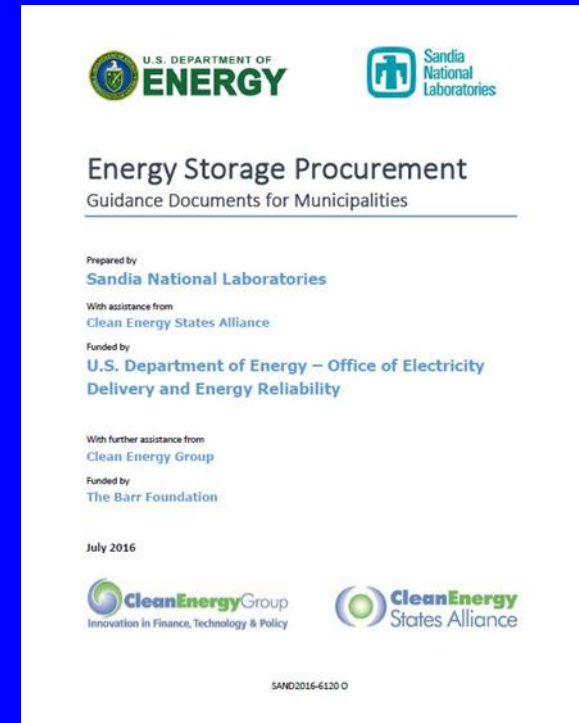 U.S. DEPARTMENT OF
ENERGY
Sandia
National
Laboratories
Energy Storage Procurement
Guidance Documents for Municipalities
Prepared by
Sandia National Laboratories
With assistance from
Clean Energy States Alliance
Funded by
U.S. Department of Energy – Office of Electricity
Delivery and Energy Reliability
With further assistance from
Clean Energy Group
Funded by
The Barr Foundation
July 2016
CleanEnergyGroup
Innovation in Finance, Technology & Policy
CleanEnergy
States Alliance
SAND2016-6120 O